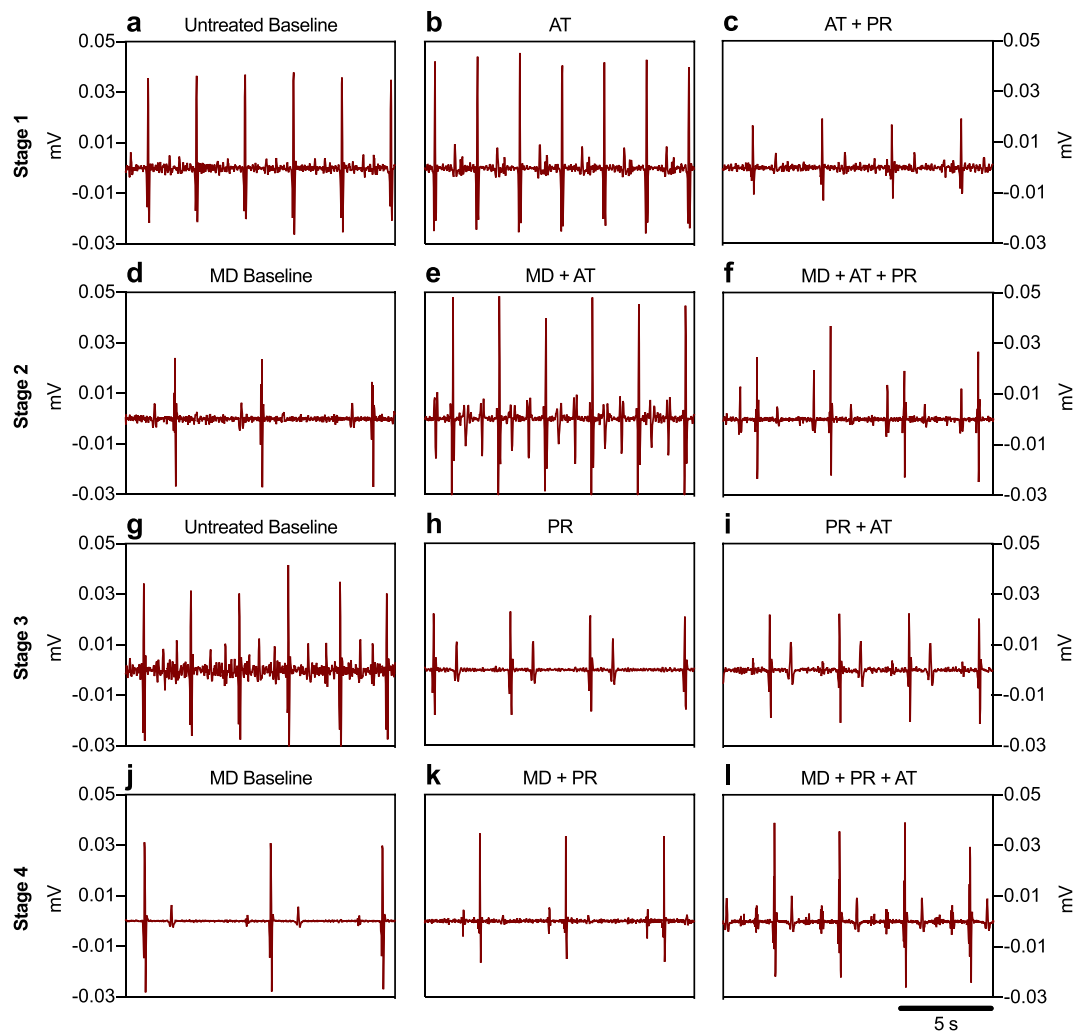 a Untreated Baseline b AT c AT + PR
0.05 0.05
0.03 0.03
Stage 1 mV 0.01 0.01 mV
-0.01 -0.01
-0.03 -0.03
d MD Baseline e MD + AT f MD + AT + PR
0.05 0.05
0.03 0.03
Stage 2 mV 0.01 0.01 mV
-0.01 -0.01
-0.03 -0.03
g Untreated Baseline h PR i PR + AT
0.05 0.05
0.03 0.03
Stage 3 mV 0.01 0.01 mV
-0.01 -0.01
-0.03 -0.03
j MD Baseline k MD + PR l MD + PR + AT
0.05 0.05
0.03 0.03
Stage 4 mV 0.01 0.01 mV
-0.01 -0.01
-0.03 -0.03
5 s